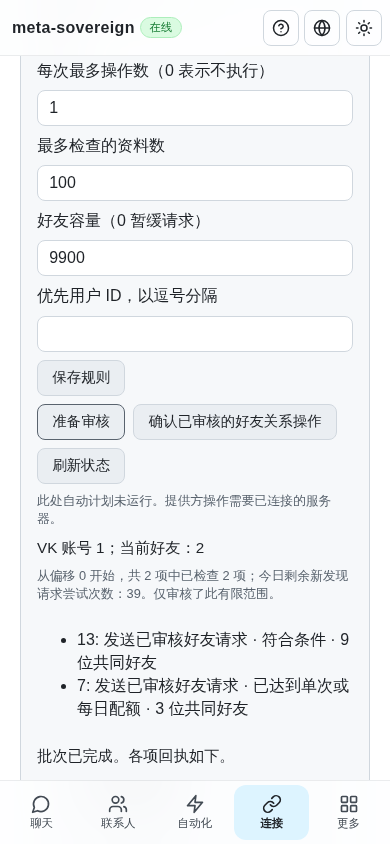 meta-sovereign 在线
每次最多操作数（0 表示不执行）
1
最多检查的资料数
100
好友容量（0 暂缓请求）
9900
优先用户 ID，以逗号分隔
保存规则
准备审核 确认已审核的好友关系操作
刷新状态
此处自动计划未运行。提供方操作需要已连接的服务
器。
VK 账号 1；当前好友：2
从偏移 0 开始，共 2 项中已检查 2 项；今日剩余新发现
请求尝试次数：39。仅审核了此有限范围。
• 13: 发送已审核好友请求 · 符合条件 · 9
位共同好友
• 7: 发送已审核好友请求 · 已达到单次或
每日配额 · 3 位共同好友
批次已完成。各项回执如下。
聊天 联系人 自动化 连接 更多